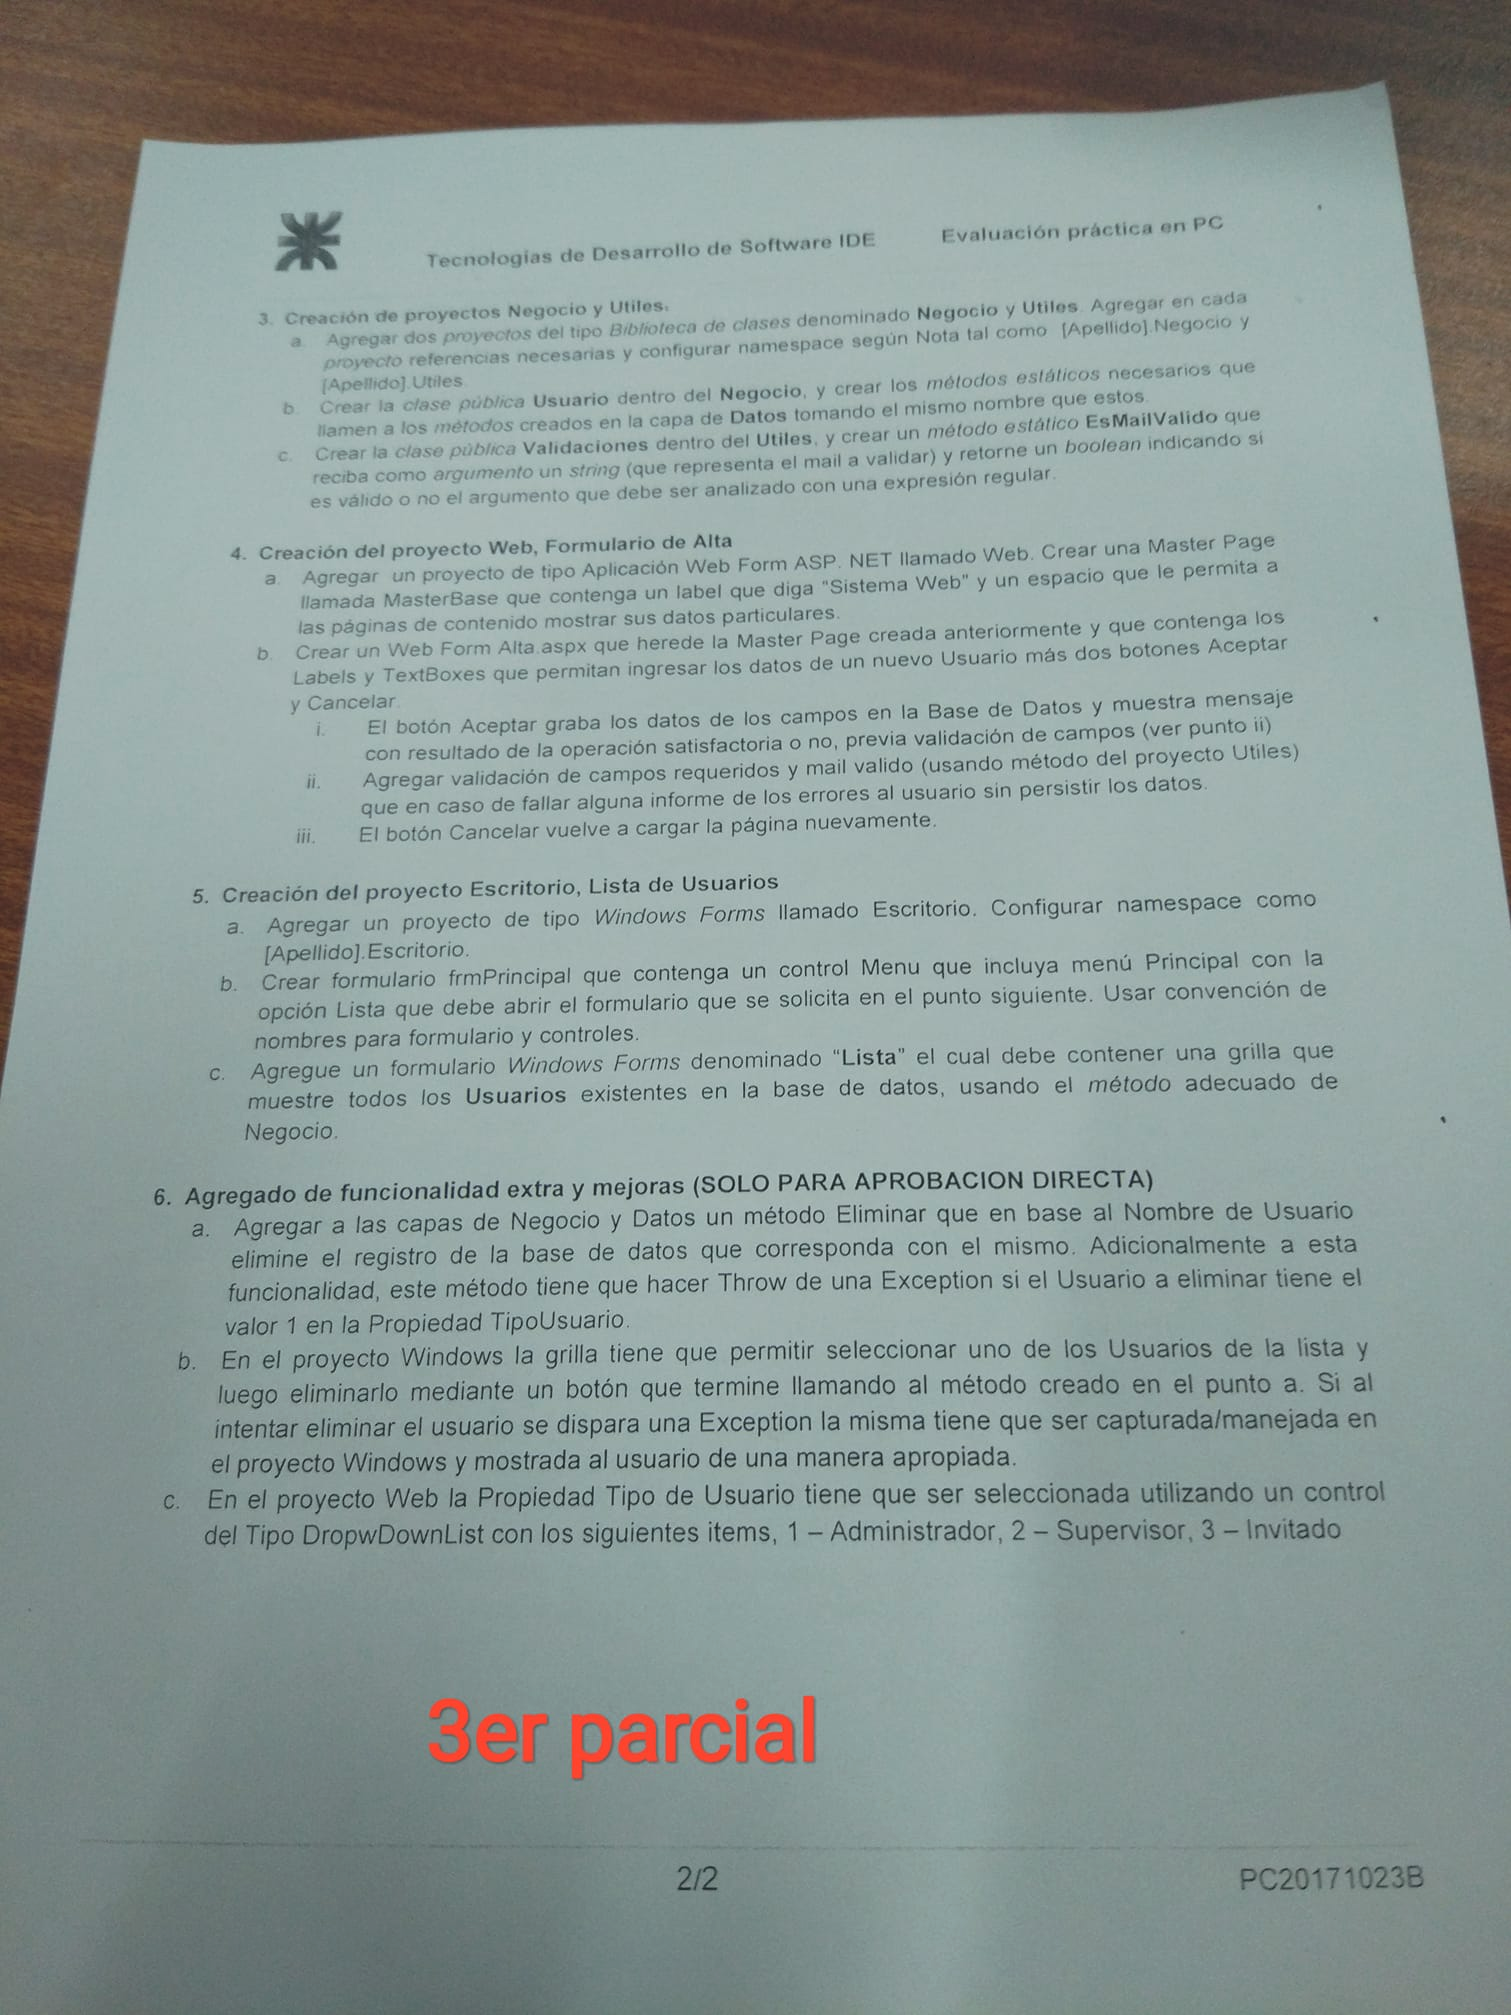 Tecnologías de Desarrollo de Software IDE Evaluación práctica en PC
3. Creación de proyectos Negocio y Utiles.
a. Agregar dos proyectos del tipo Biblioteca de clases denominado Negocio y Utiles. Agregar en cada
proyecto referencias necesarias y configurar namespace según Nota tal como [Apellido].Negocio y
[Apellido].Utiles
b. Crear la clase pública Usuario dentro del Negocio, y crear los métodos estáticos necesarios que
llamen a los métodos creados en la capa de Datos tomando el mismo nombre que estos.
c. Crear la clase pública Validaciones dentro del Utiles, y crear un método estático EsMailValido que
reciba como argumento un string (que representa el mail a validar) y retorne un boolean indicando si
es válido o no el argumento que debe ser analizado con una expresión regular.
4. Creación del proyecto Web, Formulario de Alta
a. Agregar un proyecto de tipo Aplicación Web Form ASP. NET llamado Web. Crear una Master Page
llamada MasterBase que contenga un label que diga "Sistema Web" y un espacio que le permita a
las páginas de contenido mostrar sus datos particulares.
b. Crear un Web Form Alta.aspx que herede la Master Page creada anteriormente y que contenga los
Labels y TextBoxes que permitan ingresar los datos de un nuevo Usuario más dos botones Aceptar
y Cancelar.
i. El botón Aceptar graba los datos de los campos en la Base de Datos y muestra mensaje
con resultado de la operación satisfactoria o no, previa validación de campos (ver punto ii)
ii. Agregar validación de campos requeridos y mail valido (usando método del proyecto Utiles)
que en caso de fallar alguna informe de los errores al usuario sin persistir los datos.
iii. El botón Cancelar vuelve a cargar la página nuevamente.
5. Creación del proyecto Escritorio, Lista de Usuarios
a. Agregar un proyecto de tipo Windows Forms llamado Escritorio. Configurar namespace como
[Apellido].Escritorio.
b. Crear formulario frmPrincipal que contenga un control Menu que incluya menú Principal con la
opción Lista que debe abrir el formulario que se solicita en el punto siguiente. Usar convención de
nombres para formulario y controles.
c. Agregue un formulario Windows Forms denominado "Lista" el cual debe contener una grilla que
muestre todos los Usuarios existentes en la base de datos, usando el método adecuado de
Negocio.
6. Agregado de funcionalidad extra y mejoras (SOLO PARA APROBACION DIRECTA)
a. Agregar a las capas de Negocio y Datos un método Eliminar que en base al Nombre de Usuario
elimine el registro de la base de datos que corresponda con el mismo. Adicionalmente a esta
funcionalidad, este método tiene que hacer Throw de una Exception si el Usuario a eliminar tiene el
valor 1 en la Propiedad TipoUsuario.
b. En el proyecto Windows la grilla tiene que permitir seleccionar uno de los Usuarios de la lista y
luego eliminarlo mediante un botón que termine llamando al método creado en el punto a. Si al
intentar eliminar el usuario se dispara una Exception la misma tiene que ser capturada/manejada en
el proyecto Windows y mostrada al usuario de una manera apropiada.
c. En el proyecto Web la Propiedad Tipo de Usuario tiene que ser seleccionada utilizando un control
del Tipo DropwDownList con los siguientes items, 1 – Administrador, 2 – Supervisor, 3 – Invitado
3er parcial
2/2 PC20171023B